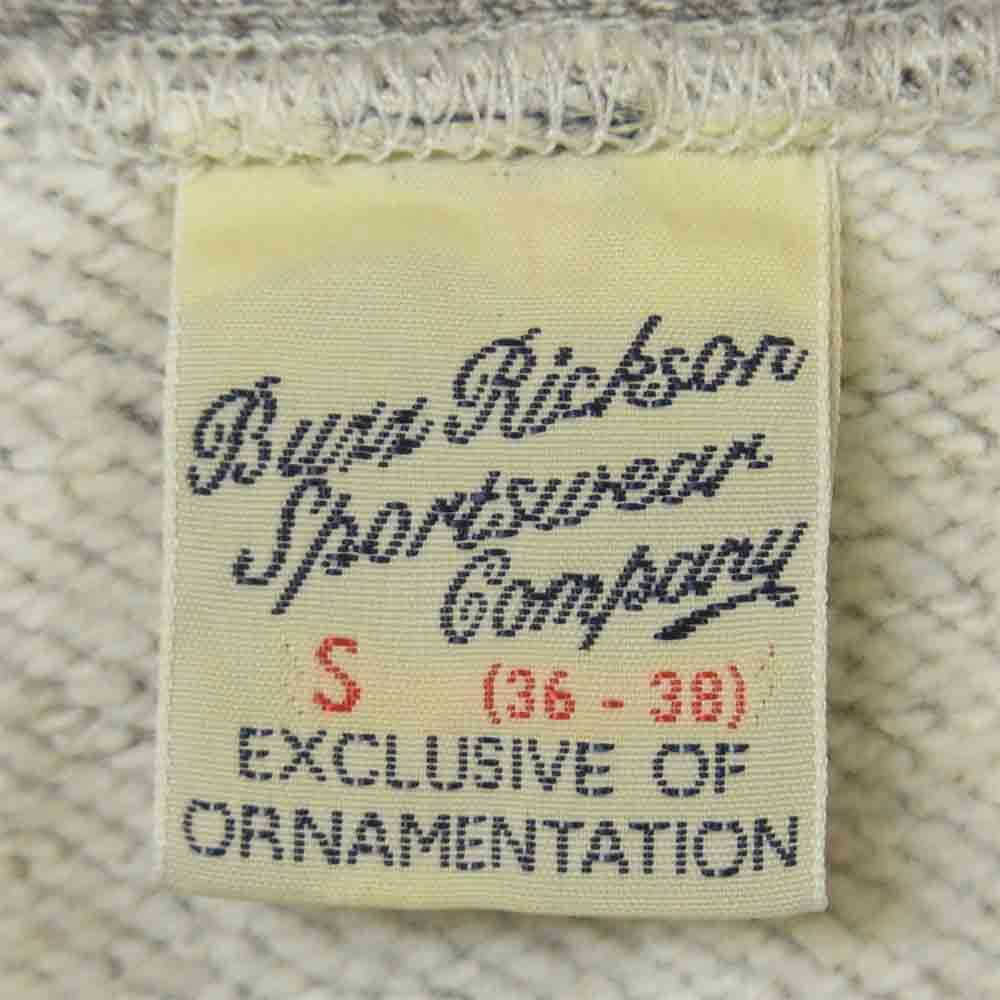 Buzz Rickson
Sportswear
Company
S (36 - 38)
EXCLUSIVE OF
ORNAMENTATION